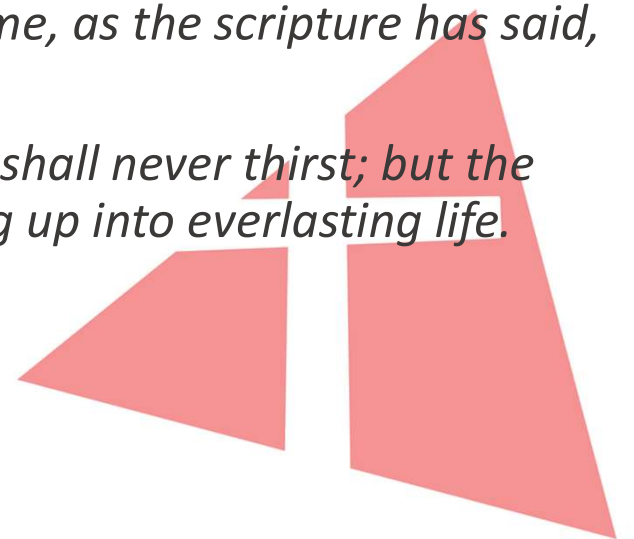 me, as the scripture has said,
shall never thirst; but the
g up into everlasting life.